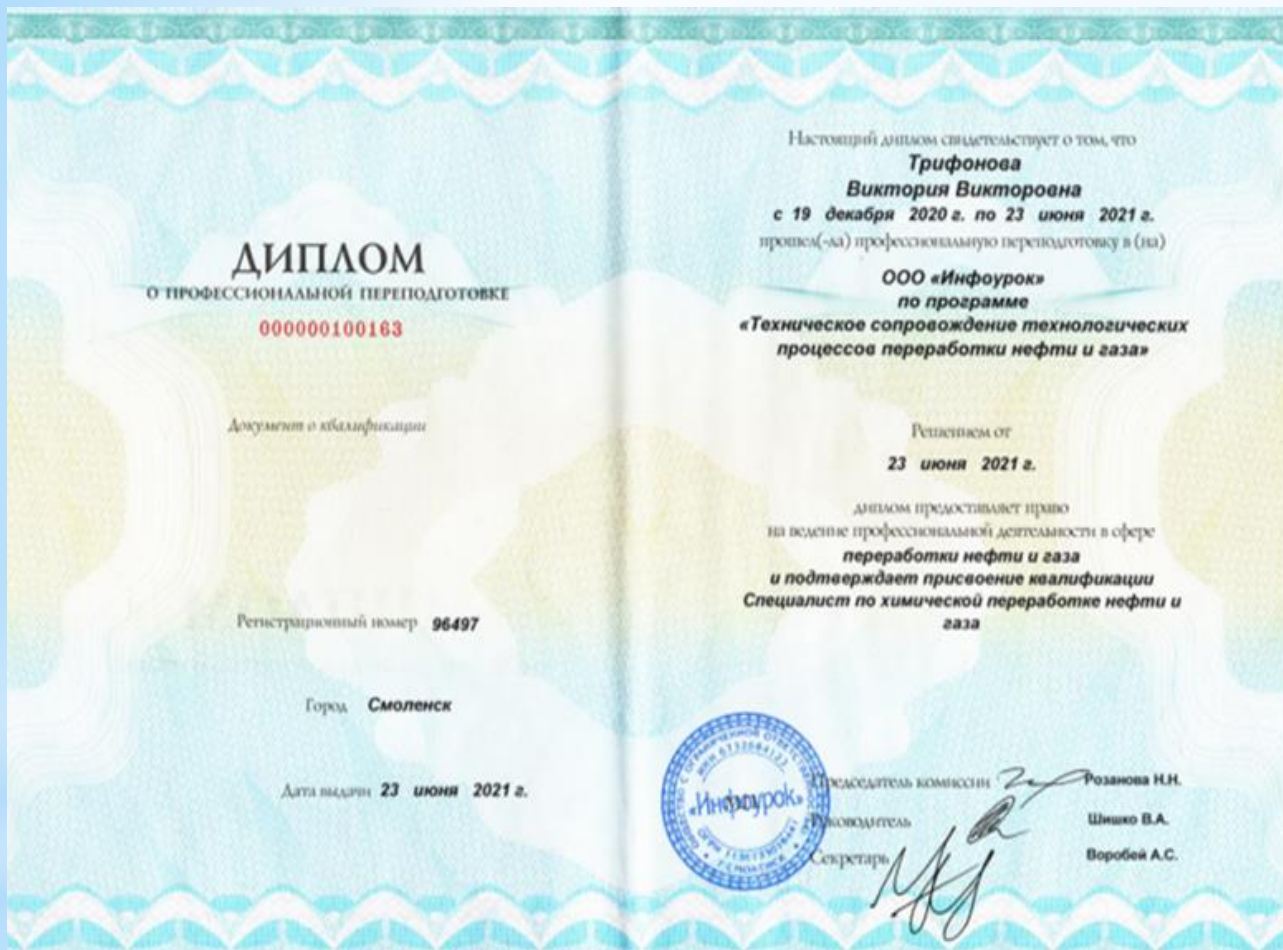 ДИПЛОМ
О ПРОФЕССИОНАЛЬНОЙ ПЕРЕПОДГОТОВКЕ
000000100163
Документ о квалификации
Регистрационный номер 96497
Город Смоленск
Дата выдачи 23 июня 2021 г.
Настоящий диплом свидетельствует о том, что
Трифонова
Виктория Викторовна
с 19 декабря 2020 г. по 23 июня 2021 г.
прошел(-ла) профессиональную переподготовку в (на)
ООО «Инфоурок»
по программе
«Техническое сопровождение технологических
процессов переработки нефти и газа»
Решением от
23 июня 2021 г.
диплом предоставляет право
на ведение профессиональной деятельности в сфере
переработки нефти и газа
и подтверждает присвоение квалификации
Специалист по химической переработке нефти и
газа
Председатель комиссии Розанова Н.Н.
Руководитель Шишко В.А.
Секретарь Воробей А.С.
ОБЩЕСТВО С ОГРАНИЧЕННОЙ ОТВЕТСТВЕННОСТЬЮ
«Инфоурок»